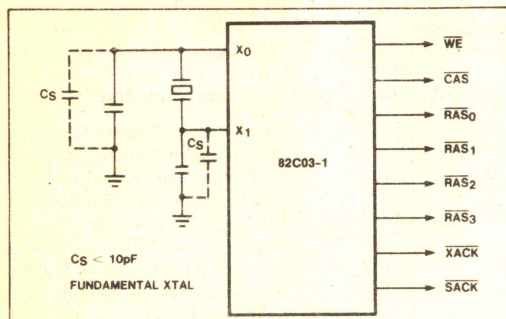 X0
WE
CS
CAS
X1
CS
RAS0
RAS1
82C03-1
RAS2
RAS3
CS < 10pF
XACK
FUNDAMENTAL XTAL
SACK